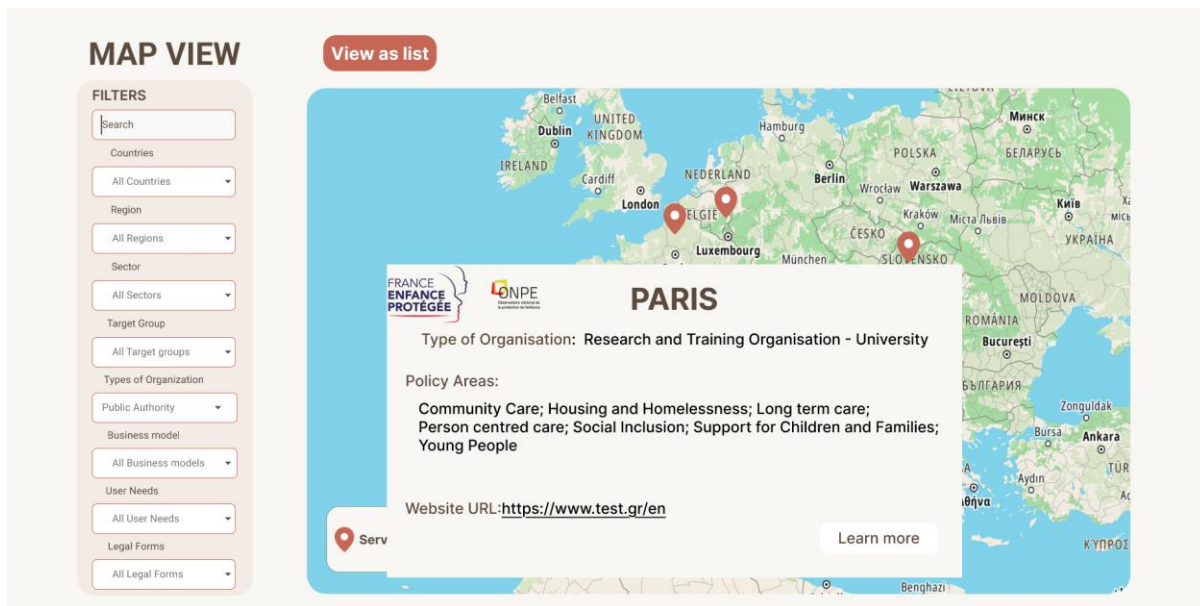 MAP VIEW
View as list
FILTERS
Search
Countries
All Countries
Region
All Regions
Sector
All Sectors
Target Group
All Target groups
Types of Organization
Public Authority
Business model
All Business models
User Needs
All User Needs
Legal Forms
All Legal Forms
Belfast
UNITED
KINGDOM
Dublin
IRELAND
Cardiff
London
Hamburg
NEDERLAND
Berlin
POLSKA
Wrocław
Warszawa
МИНСК
БЕЛАРУСЬ
ELGIË
Luxembourg
Kraków
Міста Львів
Київ
ČESKO
УКРАЇНА
München
SLOVENSKO
MOLDOVA
ROMÂNIA
București
БЪЛГАРИЯ
Zonguldak
Bursa
Ankara
TÜR
Aydın
θήνα
ΚΎΠΡΟΣ
Benghazi
FRANCE
ENFANCE
PROTÉGÉE
ONPE
PARIS
Type of Organisation: Research and Training Organisation - University
Policy Areas:
Community Care; Housing and Homelessness; Long term care;
Person centred care; Social Inclusion; Support for Children and Families;
Young People
Website URL:https://www.test.gr/en
Learn more
Serv